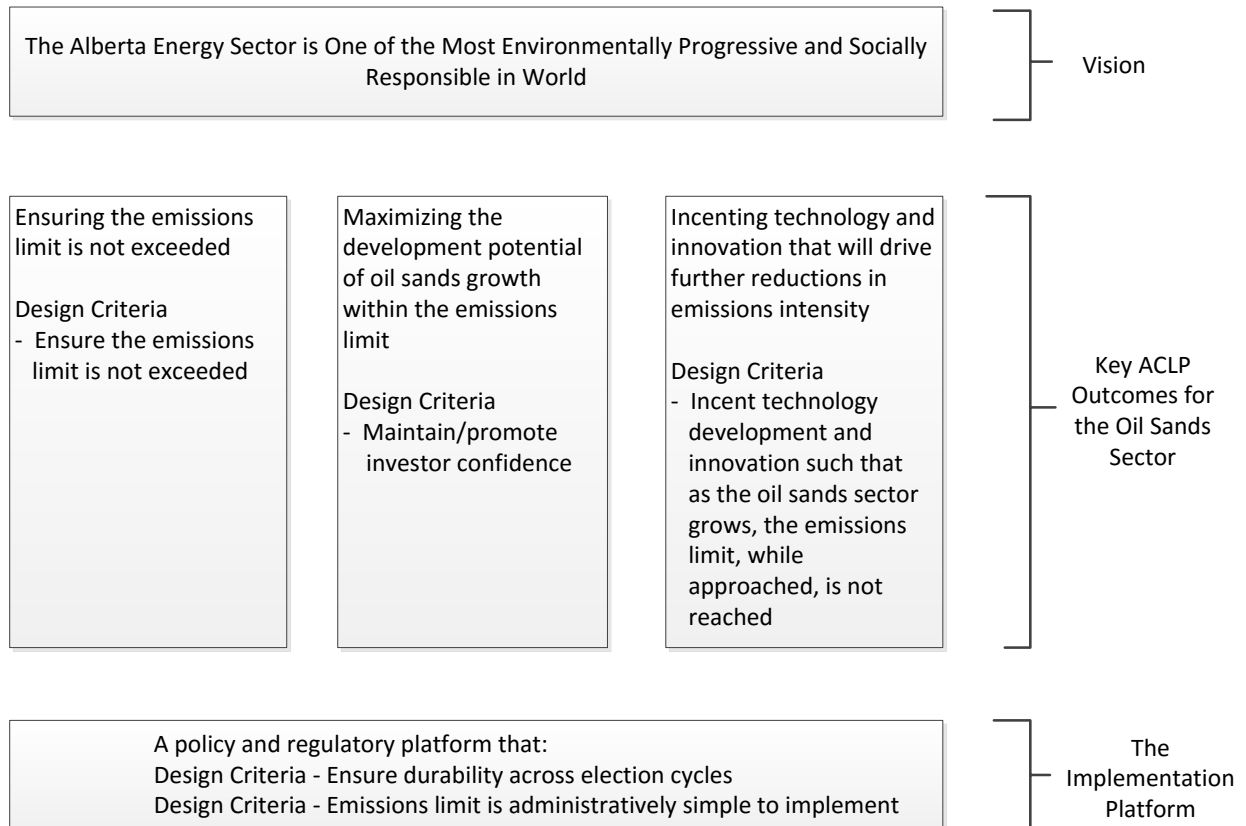 The Alberta Energy Sector is One of the Most Environmentally Progressive and Socially
Responsible in World
Vision
Ensuring the emissions
limit is not exceeded
Design Criteria
- Ensure the emissions
limit is not exceeded
Maximizing the
development potential
of oil sands growth
within the emissions
limit
Design Criteria
- Maintain/promote
investor confidence
Incenting technology and
innovation that will drive
further reductions in
emissions intensity
Design Criteria
- Incent technology
development and
innovation such that
as the oil sands sector
grows, the emissions
limit, while
approached, is not
reached
Key ACLP
Outcomes for
the Oil Sands
Sector
A policy and regulatory platform that:
Design Criteria - Ensure durability across election cycles
Design Criteria - Emissions limit is administratively simple to implement
The
Implementation
Platform